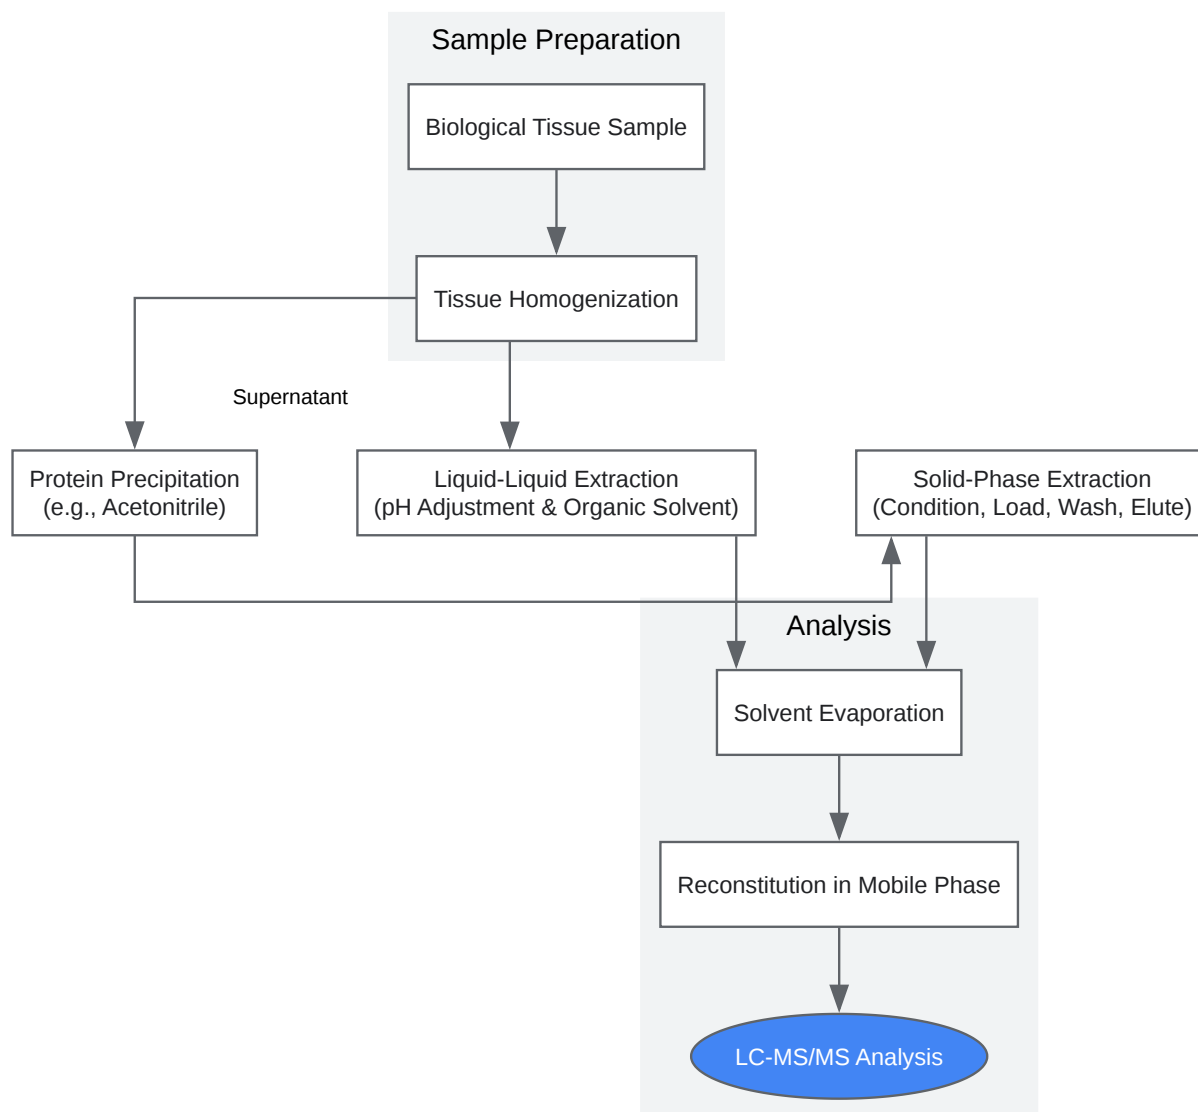 Sample Preparation
Biological Tissue Sample
Tissue Homogenization
Supernatant
Protein Precipitation
(e.g., Acetonitrile)
Liquid-Liquid Extraction
(pH Adjustment & Organic Solvent)
Solid-Phase Extraction
(Condition, Load, Wash, Elute)
Analysis
Solvent Evaporation
Reconstitution in Mobile Phase
LC-MS/MS Analysis